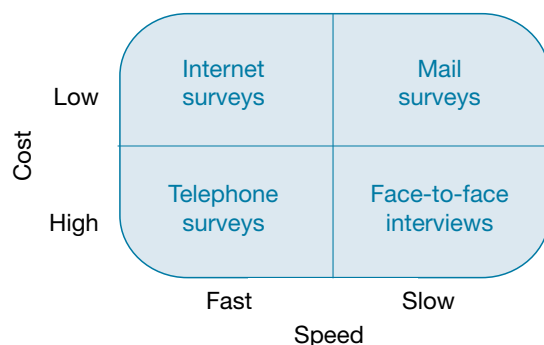 Internet
surveys
Mail
surveys
Low
Cost
Telephone
surveys
Face-to-face
interviews
High
Fast
Slow
Speed